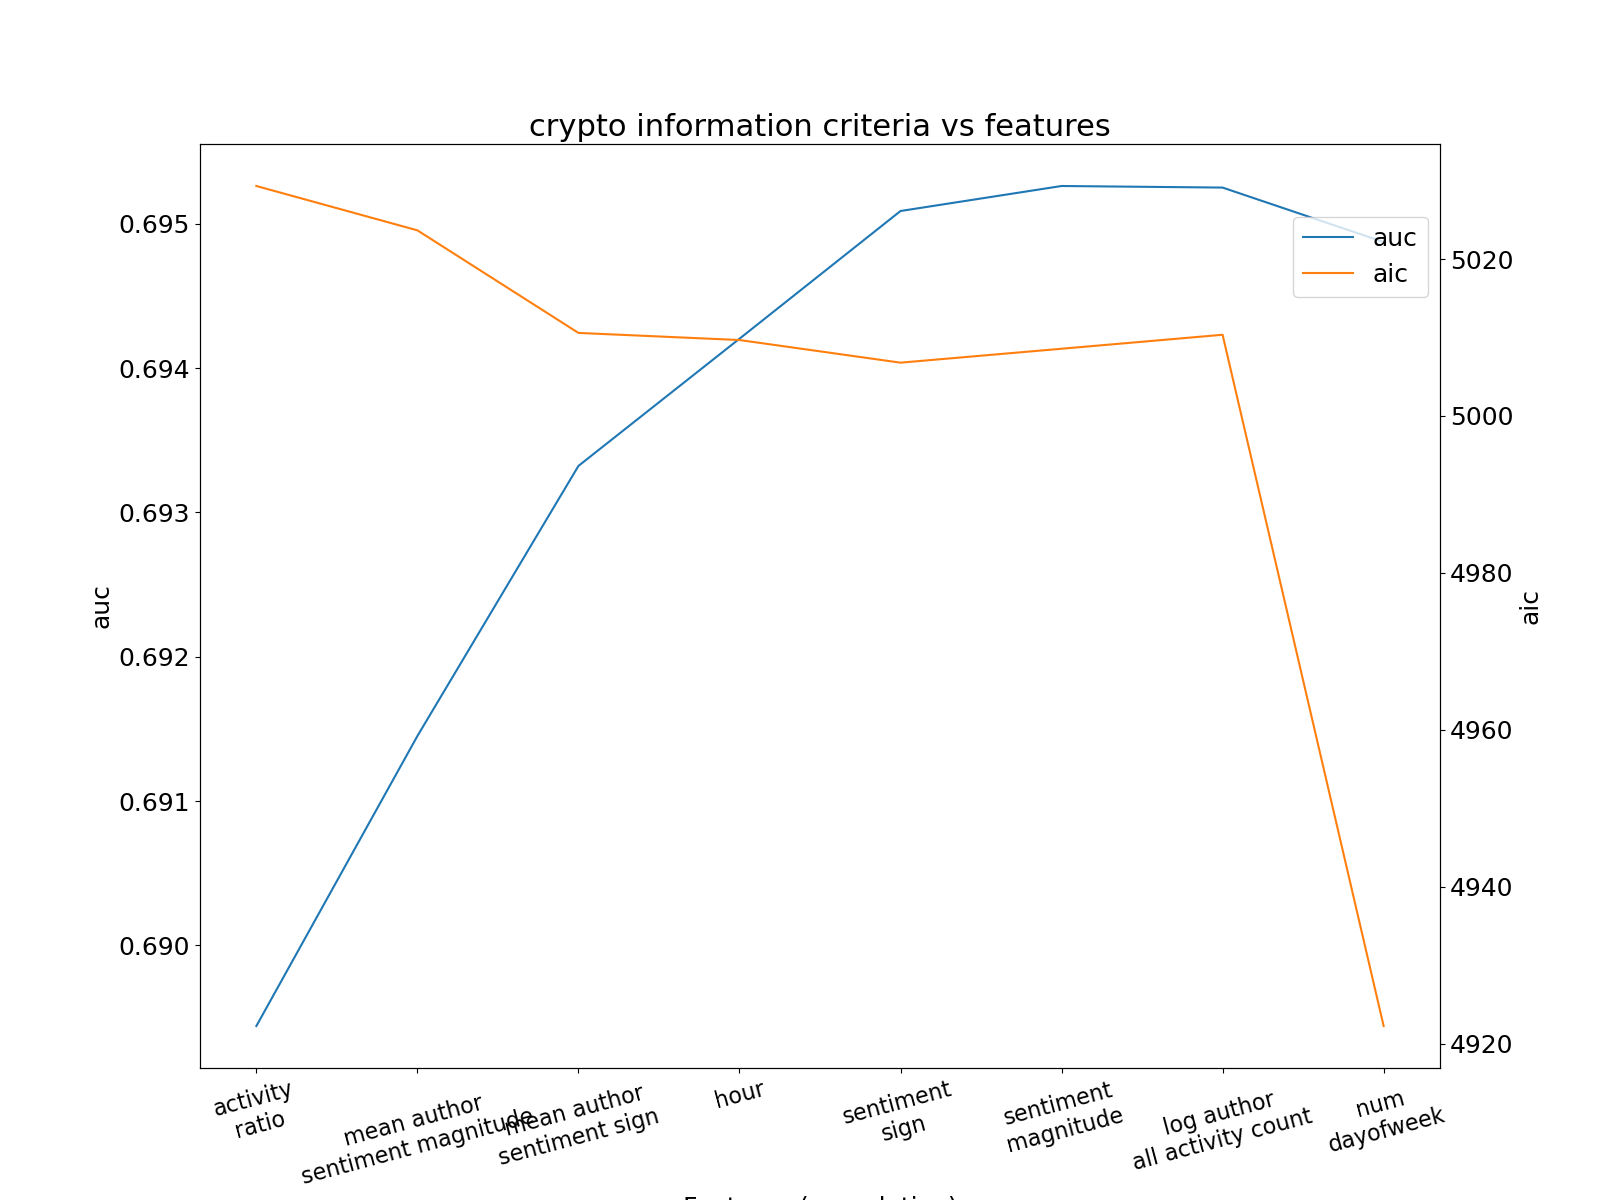 crypto information criteria vs features
0.695
0.694
0.693
0.692
0.691
0.690
auc
auc
aic
5020
5000
4980
4960
4940
4920
aic
activity
ratio
mean author
sentiment magnitude
mean author
sentiment sign
hour
sentiment
sign
sentiment
magnitude
log author
all activity count
num
dayofweek